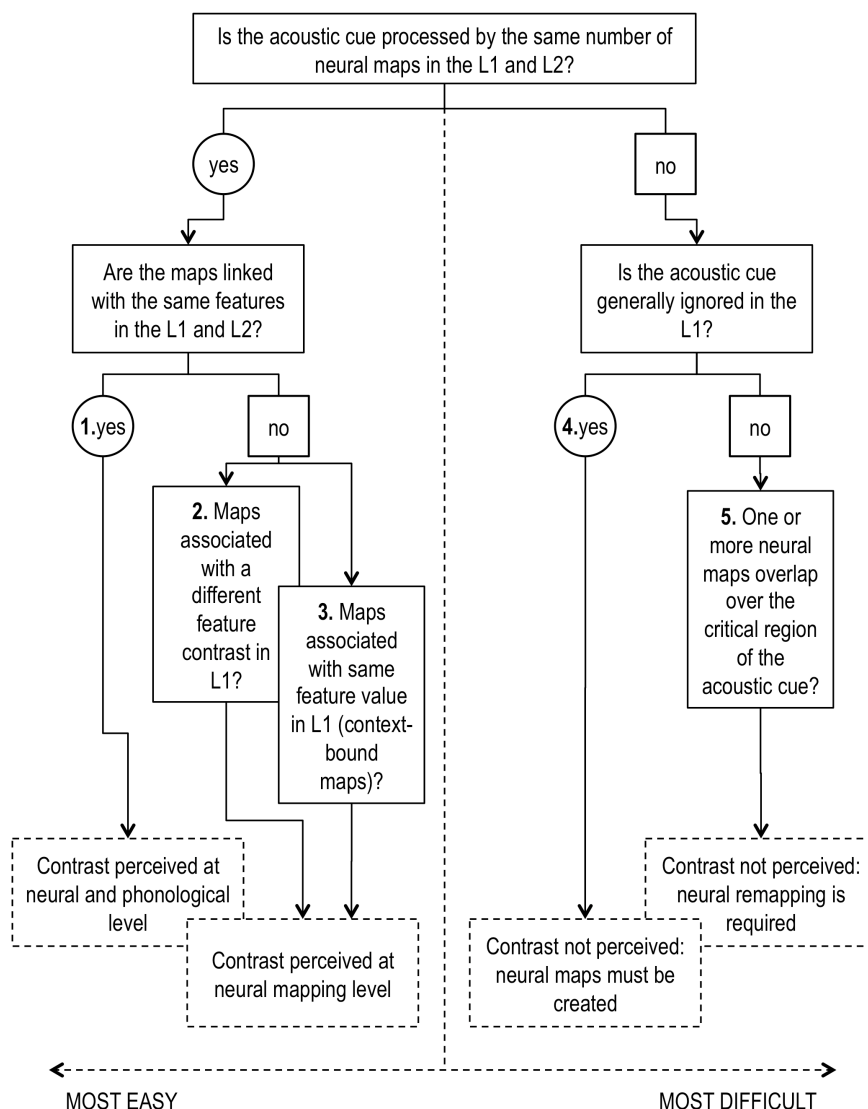 Is the acoustic cue processed by the same number of
neural maps in the L1 and L2?
yes
no
Are the maps linked
with the same features
in the L1 and L2?
Is the acoustic cue
generally ignored in the
L1?
1.yes
no
4.yes
no
2. Maps
associated
with a
different
feature
contrast in
L1?
3. Maps
associated
with same
feature value
in L1 (context-
bound
maps)?
5. One or
more neural
maps overlap
over the
critical region
of the
acoustic cue?
Contrast perceived at
neural and phonological
level
Contrast perceived at
neural mapping level
Contrast not perceived:
neural maps must be
created
Contrast not perceived:
neural remapping is
required
MOST EASY
MOST DIFFICULT